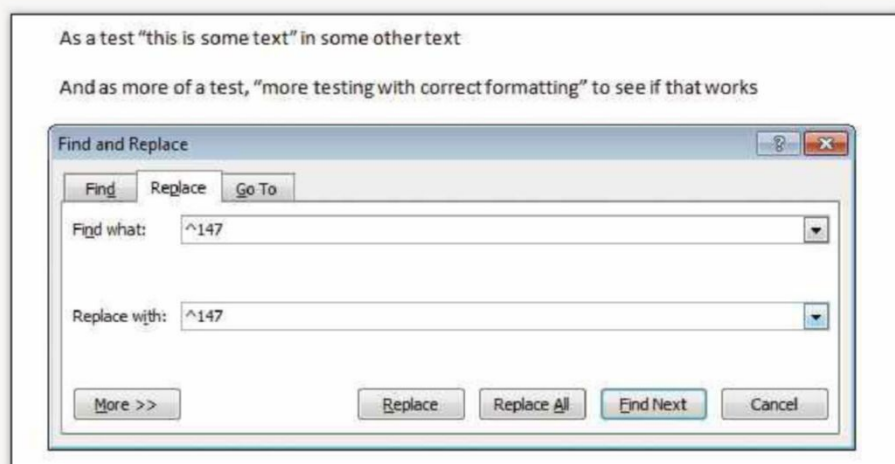 As a test “this is some text” in some other text
And as more of a test, “more testing with correct formatting” to see if that works
Find and Replace
Find Replace Go To
Find what: ^147
Replace with: ^147
More >> Replace Replace All Find Next Cancel